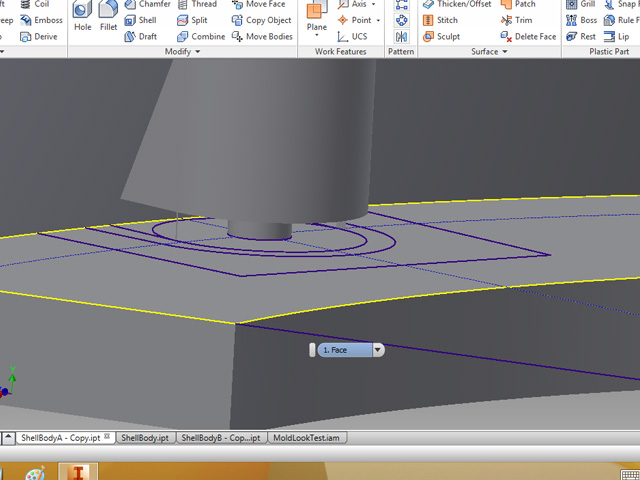 Coil Chamfer Thread Move Face Axis Thicken/Offset Patch Grill Snap F
Emboss Shell Split Copy Object Point Stitch Trim Boss Rule F
Derive Hole Fillet Draft Combine Move Bodies Plane UCS Sculpt Delete Face Rest Lip
Modify Work Features Pattern Surface Plastic Part
1. Face
ShellBodyA - Copy.ipt ShellBody.ipt ShellBodyB - Cop...ipt MoldLookTest.iam